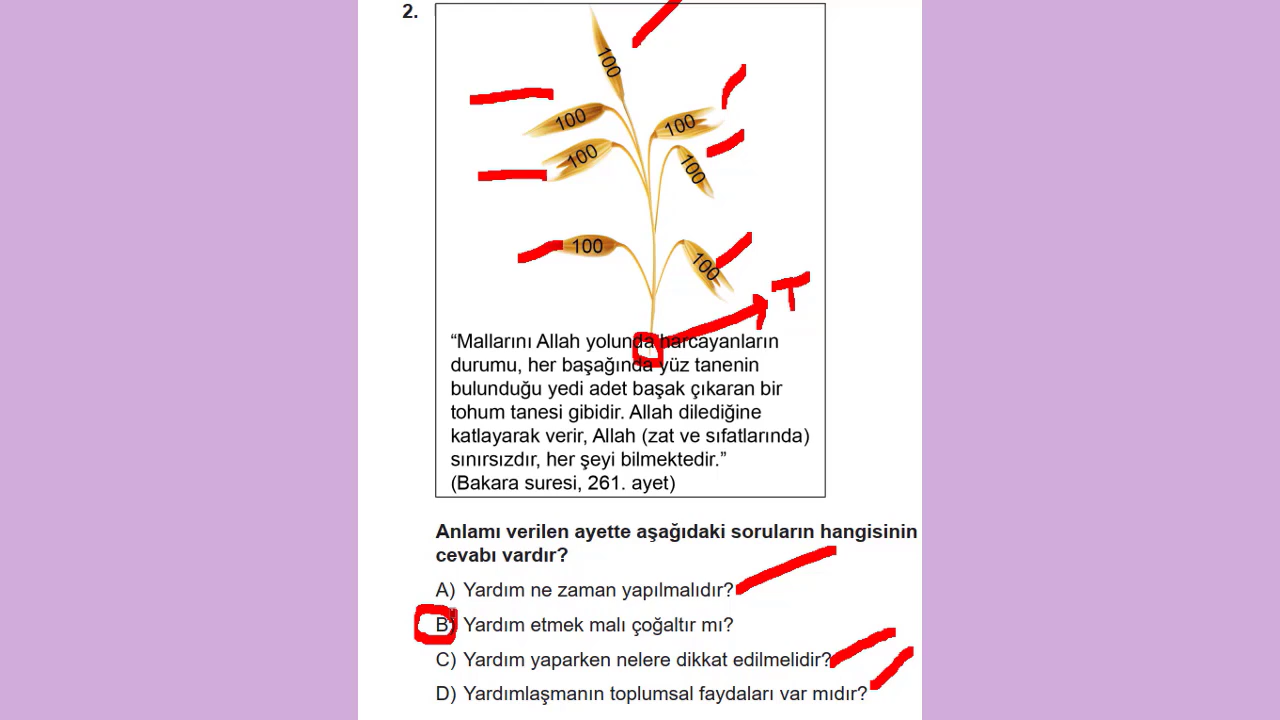 2.
100
100
100
100
100
100
100
T
“Mallarını Allah yolunda harcayanların
durumu, her başağında yüz tanenin
bulunduğu yedi adet başak çıkaran bir
tohum tanesi gibidir. Allah dilediğine
katlayarak verir, Allah (zat ve sıfatlarında)
sınırsızdır, her şeyi bilmektedir.”
(Bakara suresi, 261. ayet)
Anlamı verilen ayette aşağıdaki soruların hangisinin
cevabı vardır?
A) Yardım ne zaman yapılmalıdır?
B) Yardım etmek malı çoğaltır mı?
C) Yardım yaparken nelere dikkat edilmelidir?
D) Yardımlaşmanın toplumsal faydaları var mıdır?